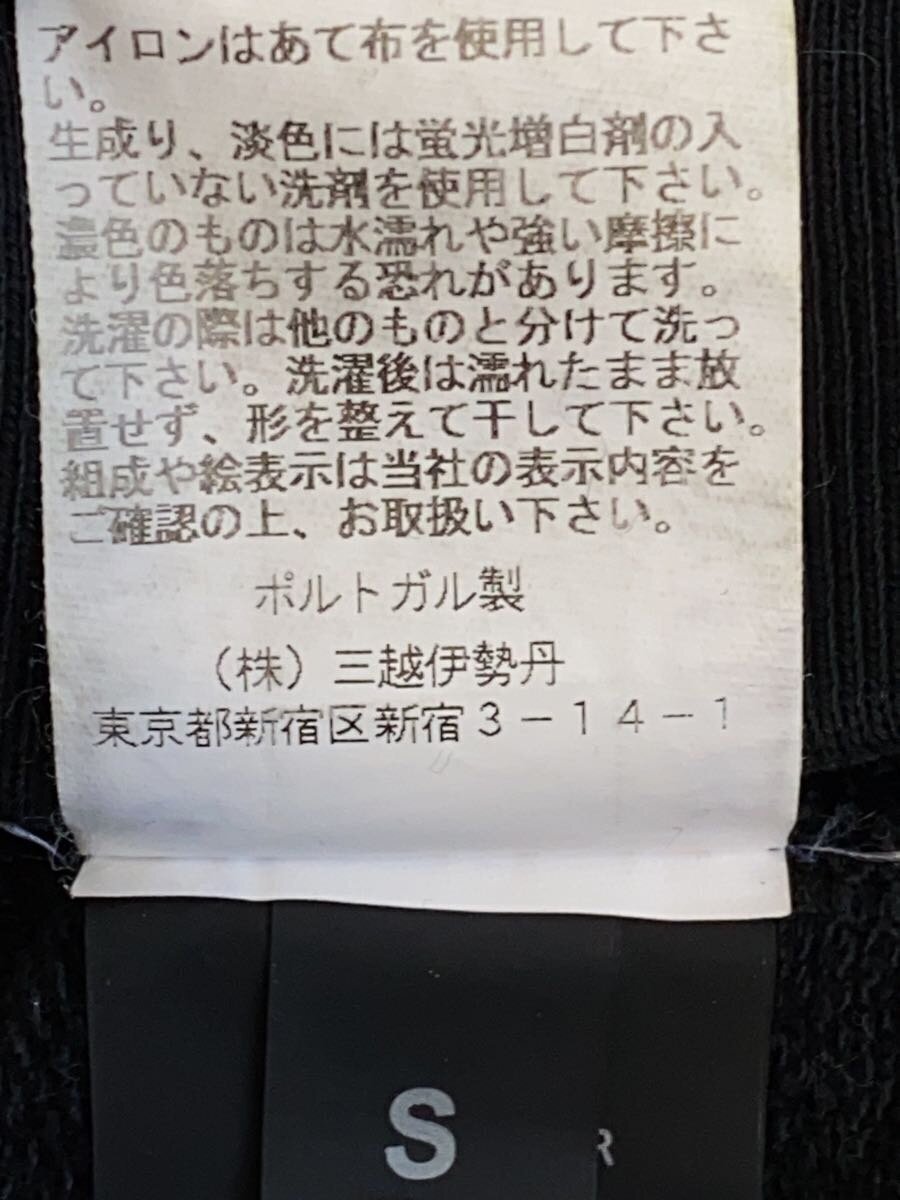 アイロンはあて布を使用して下さ
い。
生成り、淡色には蛍光増白剤の入
っていない洗剤を使用して下さい。
濃色のものは水濡れや強い摩擦に
より色落ちする恐れがあります。
洗濯の際は他のものと分けて洗っ
て下さい。洗濯後は濡れたまま放
置せず、形を整えて干して下さい。
組成や絵表示は当社の表示内容を
ご確認の上、お取扱い下さい。
ポルトガル製
（株）三越伊勢丹
東京都新宿区新宿３－１４－１
S
R